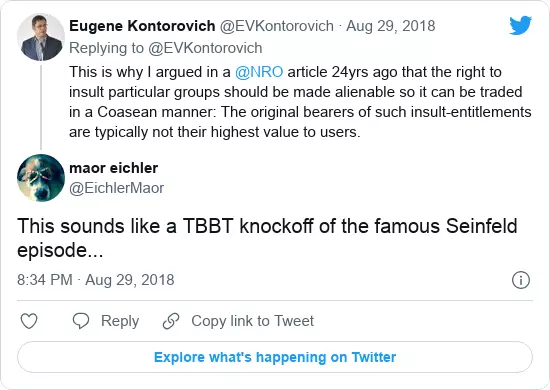 Eugene Kontorovich @EVKontorovich · Aug 29, 2018
Replying to @EVKontorovich
This is why I argued in a @NRO article 24yrs ago that the right to
insult particular groups should be made alienable so it can be traded
in a Coasean manner: The original bearers of such insult-entitlements
are typically not their highest value to users.
maor eichler
@EichlerMaor
This sounds like a TBBT knockoff of the famous Seinfeld
episode...
8:34 PM · Aug 29, 2018
Reply
Copy link to Tweet
Explore what's happening on Twitter